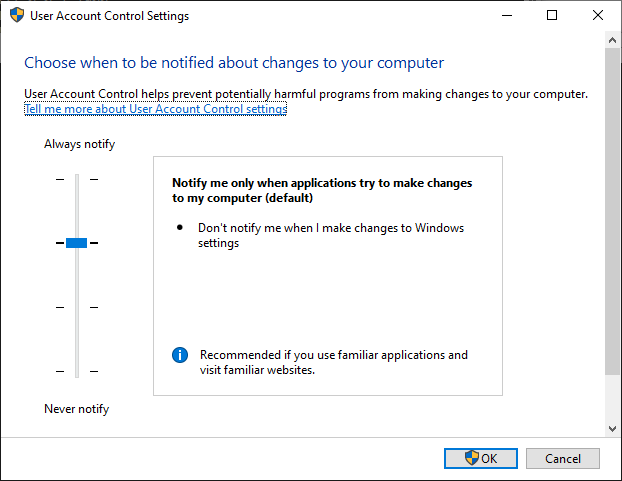 User Account Control Settings
Choose when to be notified about changes to your computer
User Account Control helps prevent potentially harmful programs from making changes to your computer.
Tell me more about User Account Control settings
Always notify
Notify me only when applications try to make changes
to my computer (default)
Don't notify me when I make changes to Windows
settings
Recommended if you use familiar applications and
visit familiar websites.
Never notify
OK
Cancel